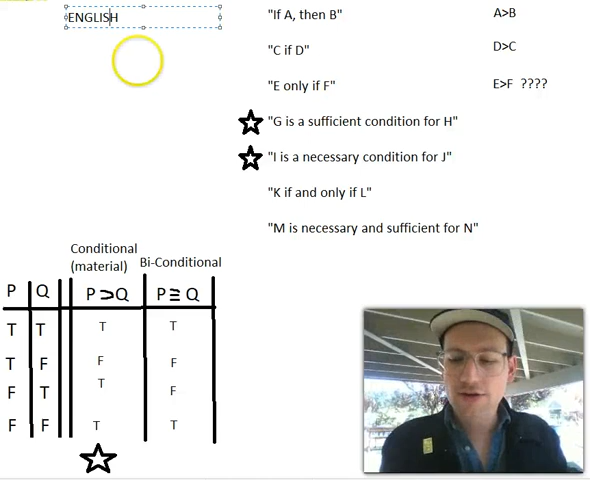 ENGLISH
"If A, then B" A>B
"C if D" D>C
"E only if F" E>F ????
"G is a sufficient condition for H"
"I is a necessary condition for J"
"K if and only if L"
"M is necessary and sufficient for N"
Conditional
(material) Bi-Conditional
P Q P ⊃ Q P ≡ Q
T T T T
T F F F
F T T F
F F T T